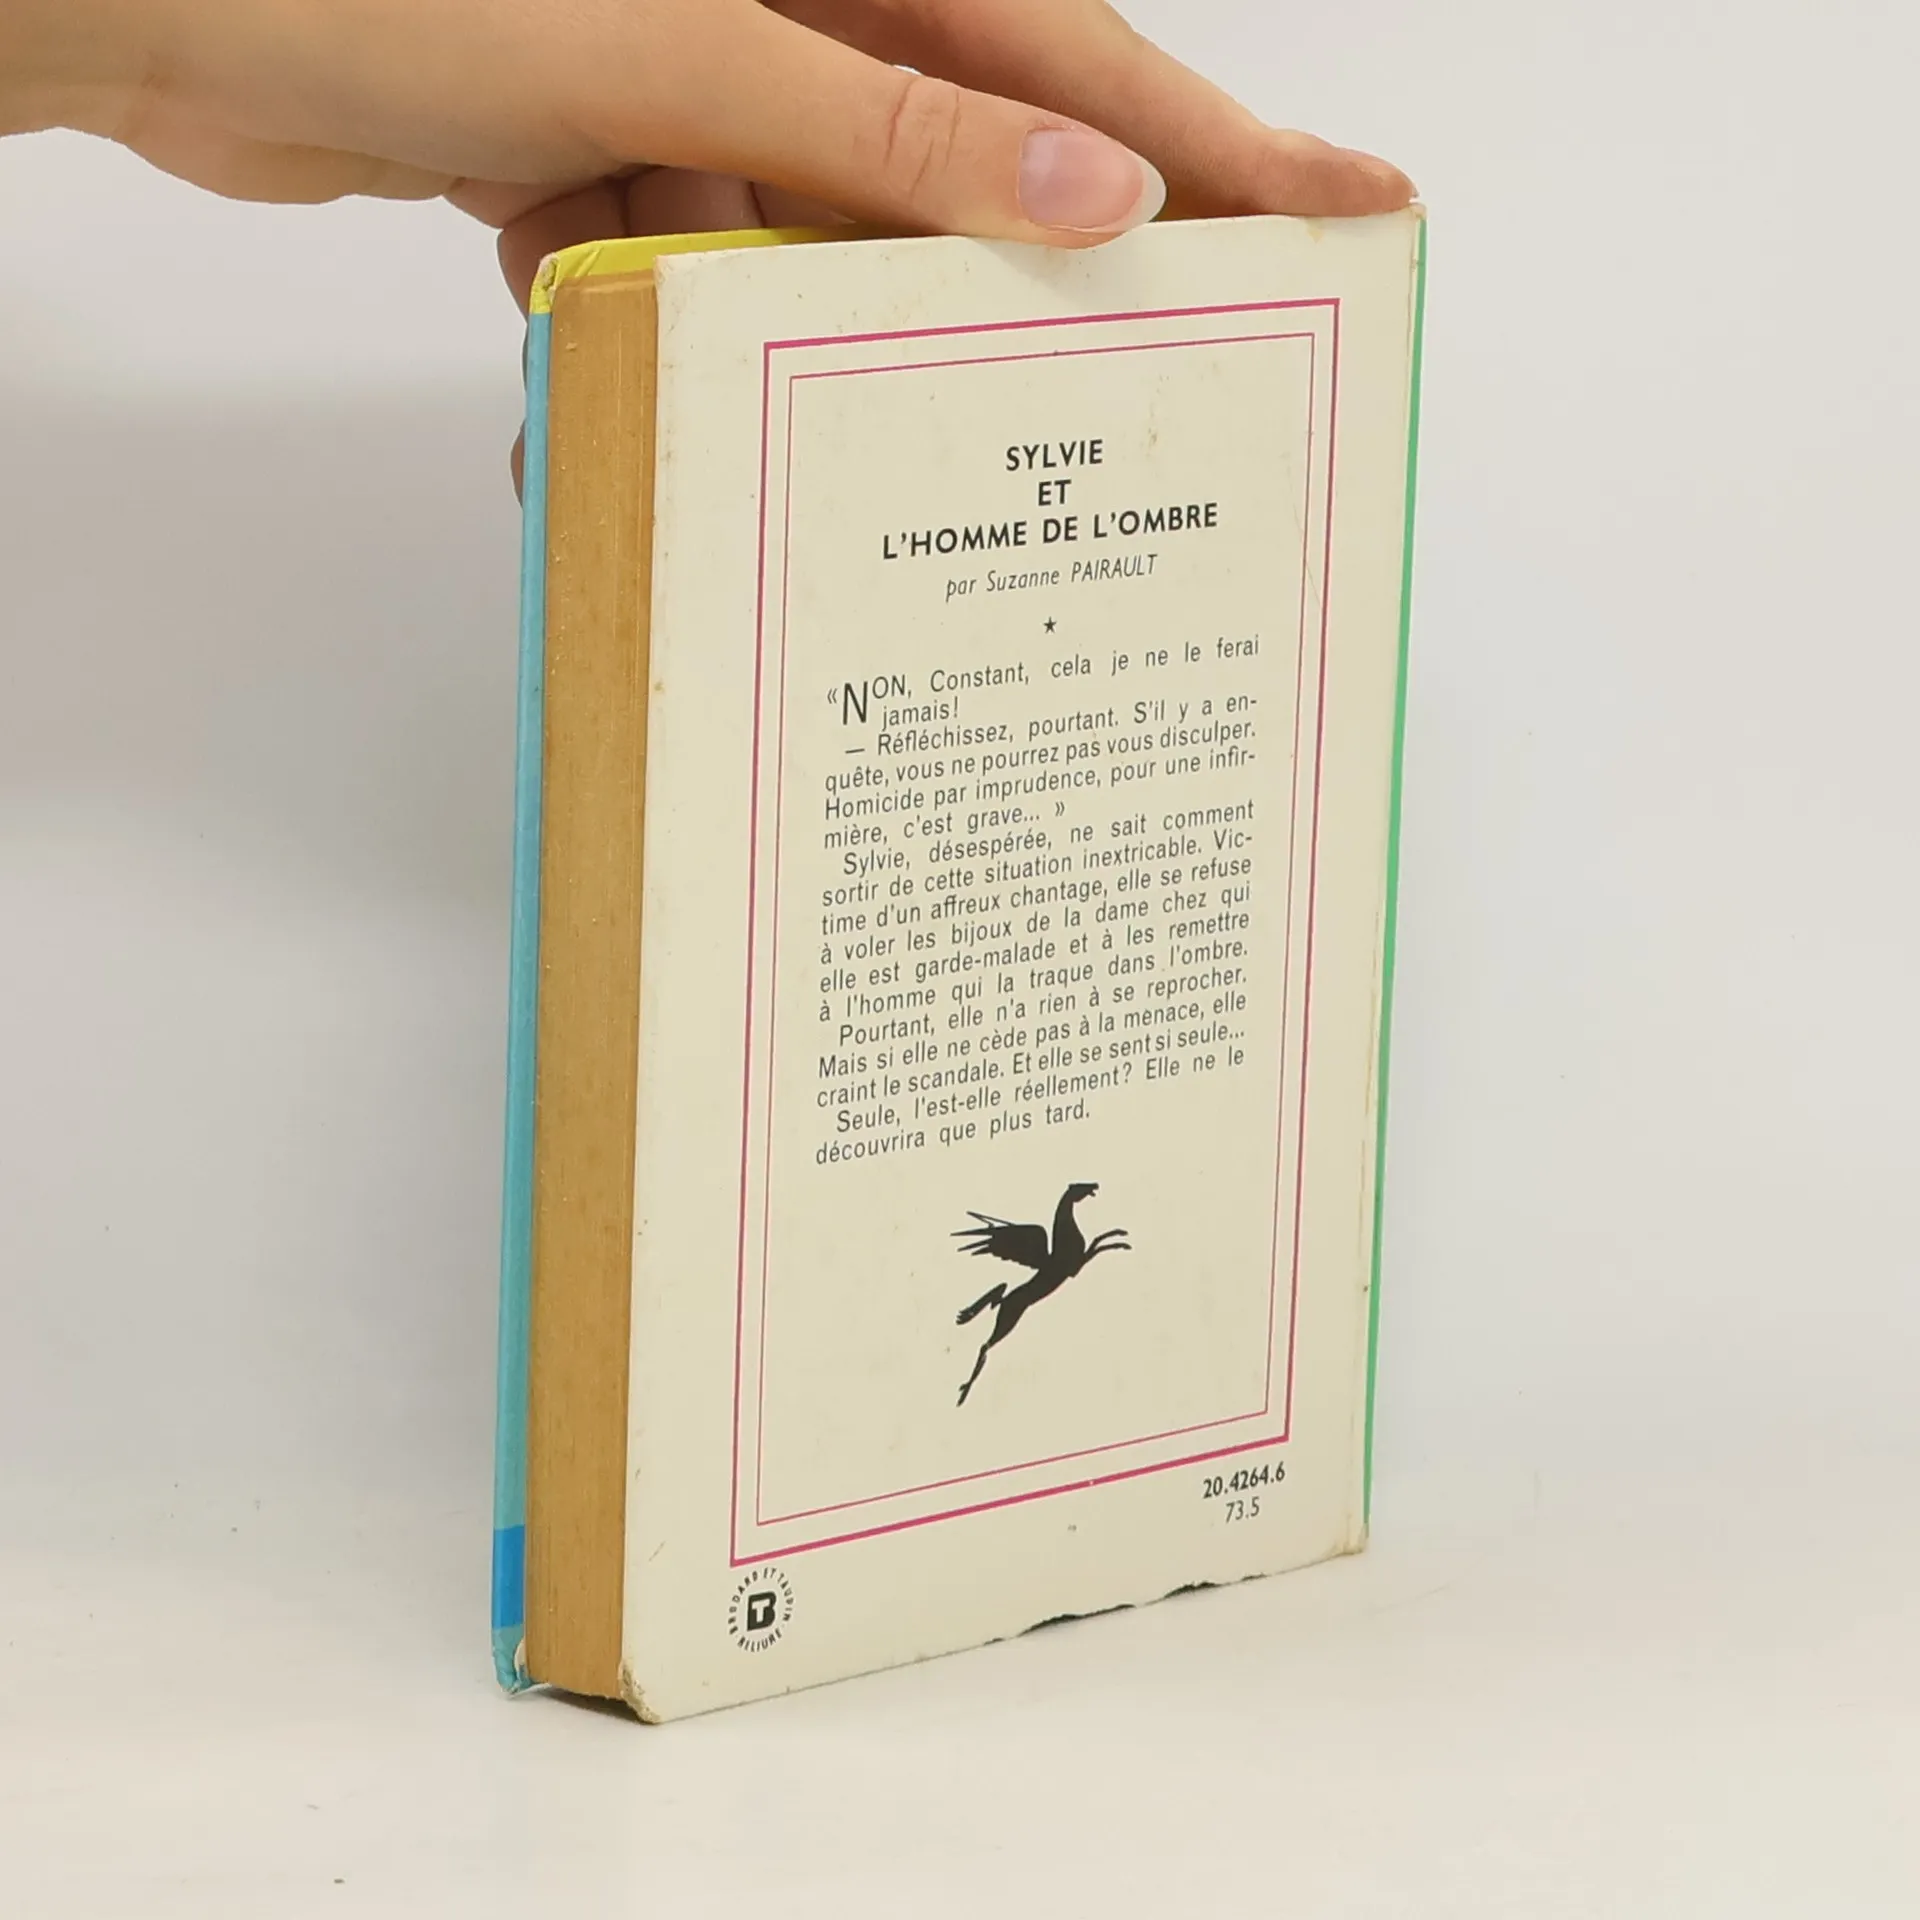 SYLVIE
ET
L'HOMME DE L'OMBRE
par Suzanne PAIRAULT
★
« NON, Constant, cela je ne le ferai
jamais!
— Réfléchissez, pourtant. S'il y a en-
quête, vous ne pourrez pas vous disculper.
Homicide par imprudence, pour une infir-
mière, c'est grave... »
Sylvie, désespérée, ne sait comment
sortir de cette situation inextricable. Vic-
time d'un affreux chantage, elle se refuse
à voler les bijoux de la dame chez qui
elle est garde-malade et à les remettre
à l'homme qui la traque dans l'ombre.
Pourtant, elle n'a rien à se reprocher.
Mais si elle ne cède pas à la menace, elle
craint le scandale. Et elle se sent si seule...
Seule, l'est-elle réellement? Elle ne le
découvrira que plus tard.
20.4264.6
73.5
BRODARD ET TAUPIN
BT
RELIURE